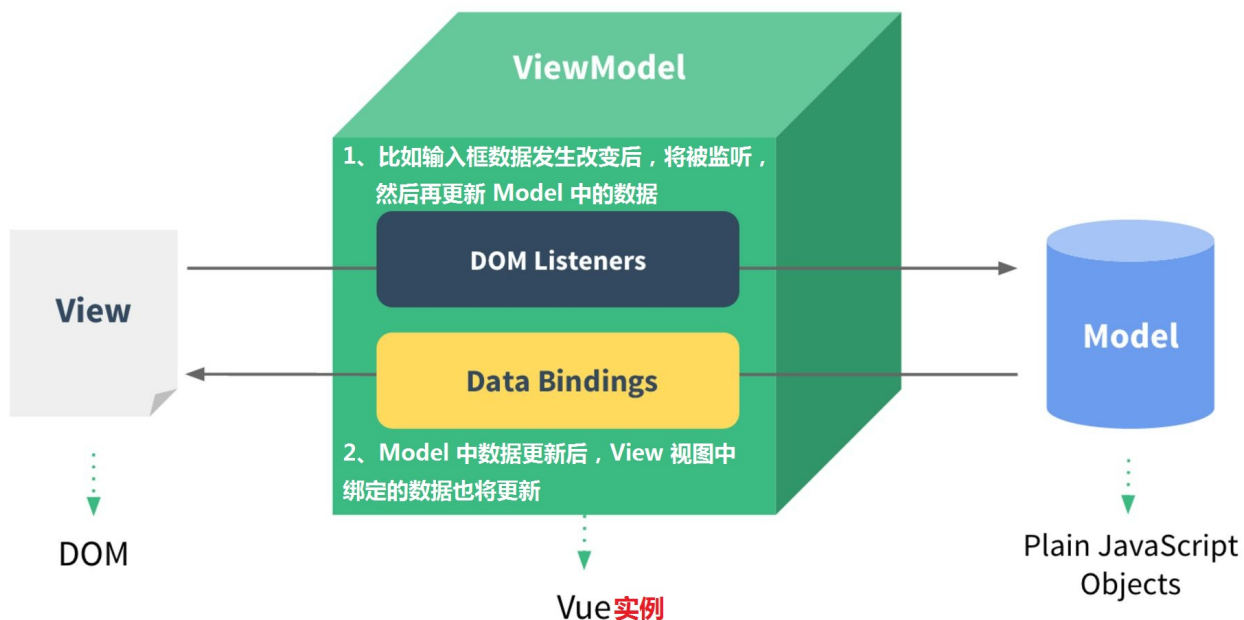 ViewModel
1、比如输入框数据发生改变后，将被监听，
然后再更新 Model 中的数据
DOM Listeners
View
Model
Data Bindings
2、Model 中数据更新后，View 视图中
绑定的数据也将更新
DOM
Plain JavaScript
Objects
Vue实例